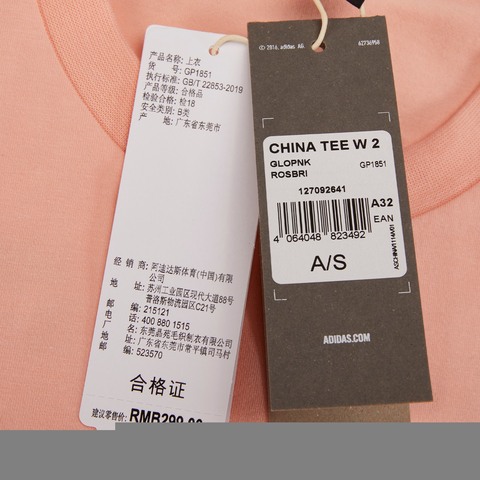 产品名称: 上衣
货 号: GP1851
执行标准: GB/T 22853-2019
产品等级: 合格品
检验合格: 检18
安全类别: B类
产 地: 广东省东莞市
经 销 商: 阿迪达斯体育(中国)有限
公司
地 址: 苏州工业园区现代大道88号
普洛斯物流园区C21号
邮 编: 215121
电 话: 400 880 1515
厂 名: 东莞晶苑毛织制衣有限公司
地 址: 广东省东莞市常平镇司马村
邮 编: 523570
合格证
建议零售价: RMB299.00
© 2016, adidas AG. 62736950
CHINA TEE W 2
GLOPNK GP1851
ROSBRI
127092641
A32
EAN
4 064048 823492
A/S
ADIDAS.COM